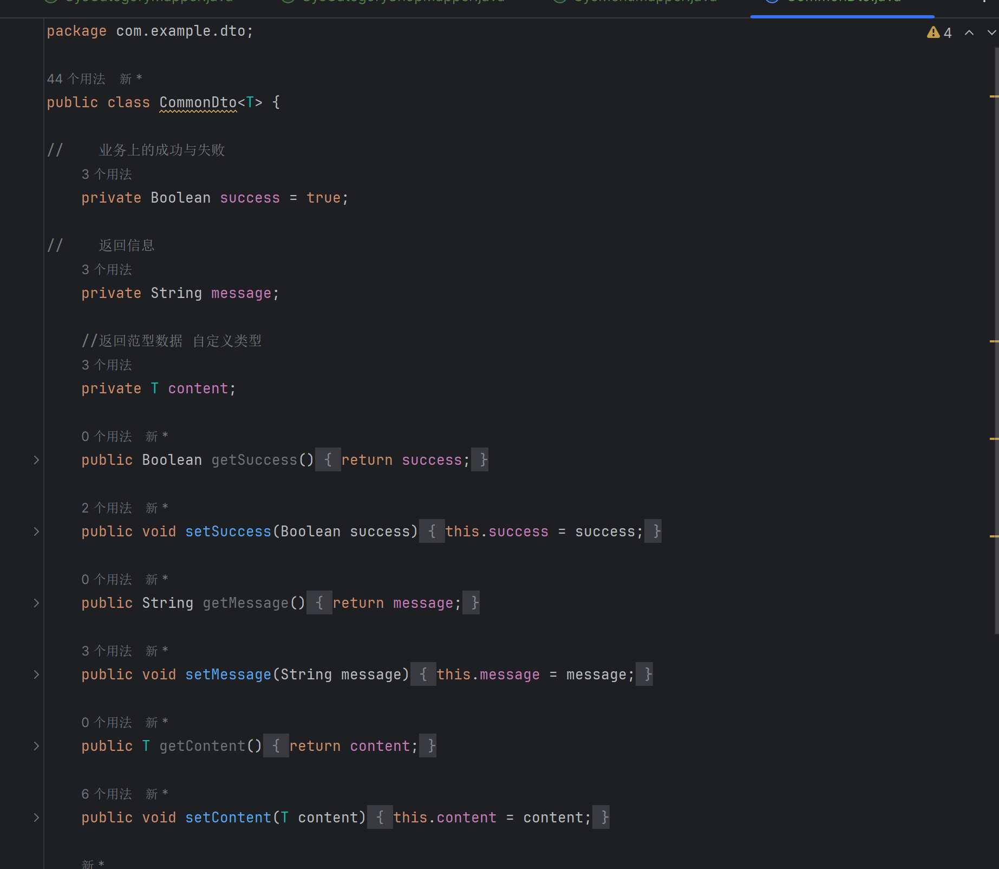 package com.example.dto;
4
44 个用法 新 *
public class CommonDto<T> {
// 业务上的成功与失败
3 个用法
private Boolean success = true;
// 返回信息
3 个用法
private String message;
//返回范型数据 自定义类型
3 个用法
private T content;
0 个用法 新 *
public Boolean getSuccess() { return success; }
2 个用法 新 *
public void setSuccess(Boolean success) { this.success = success; }
0 个用法 新 *
public String getMessage() { return message; }
3 个用法 新 *
public void setMessage(String message) { this.message = message; }
0 个用法 新 *
public T getContent() { return content; }
6 个用法 新 *
public void setContent(T content) { this.content = content; }
新 *